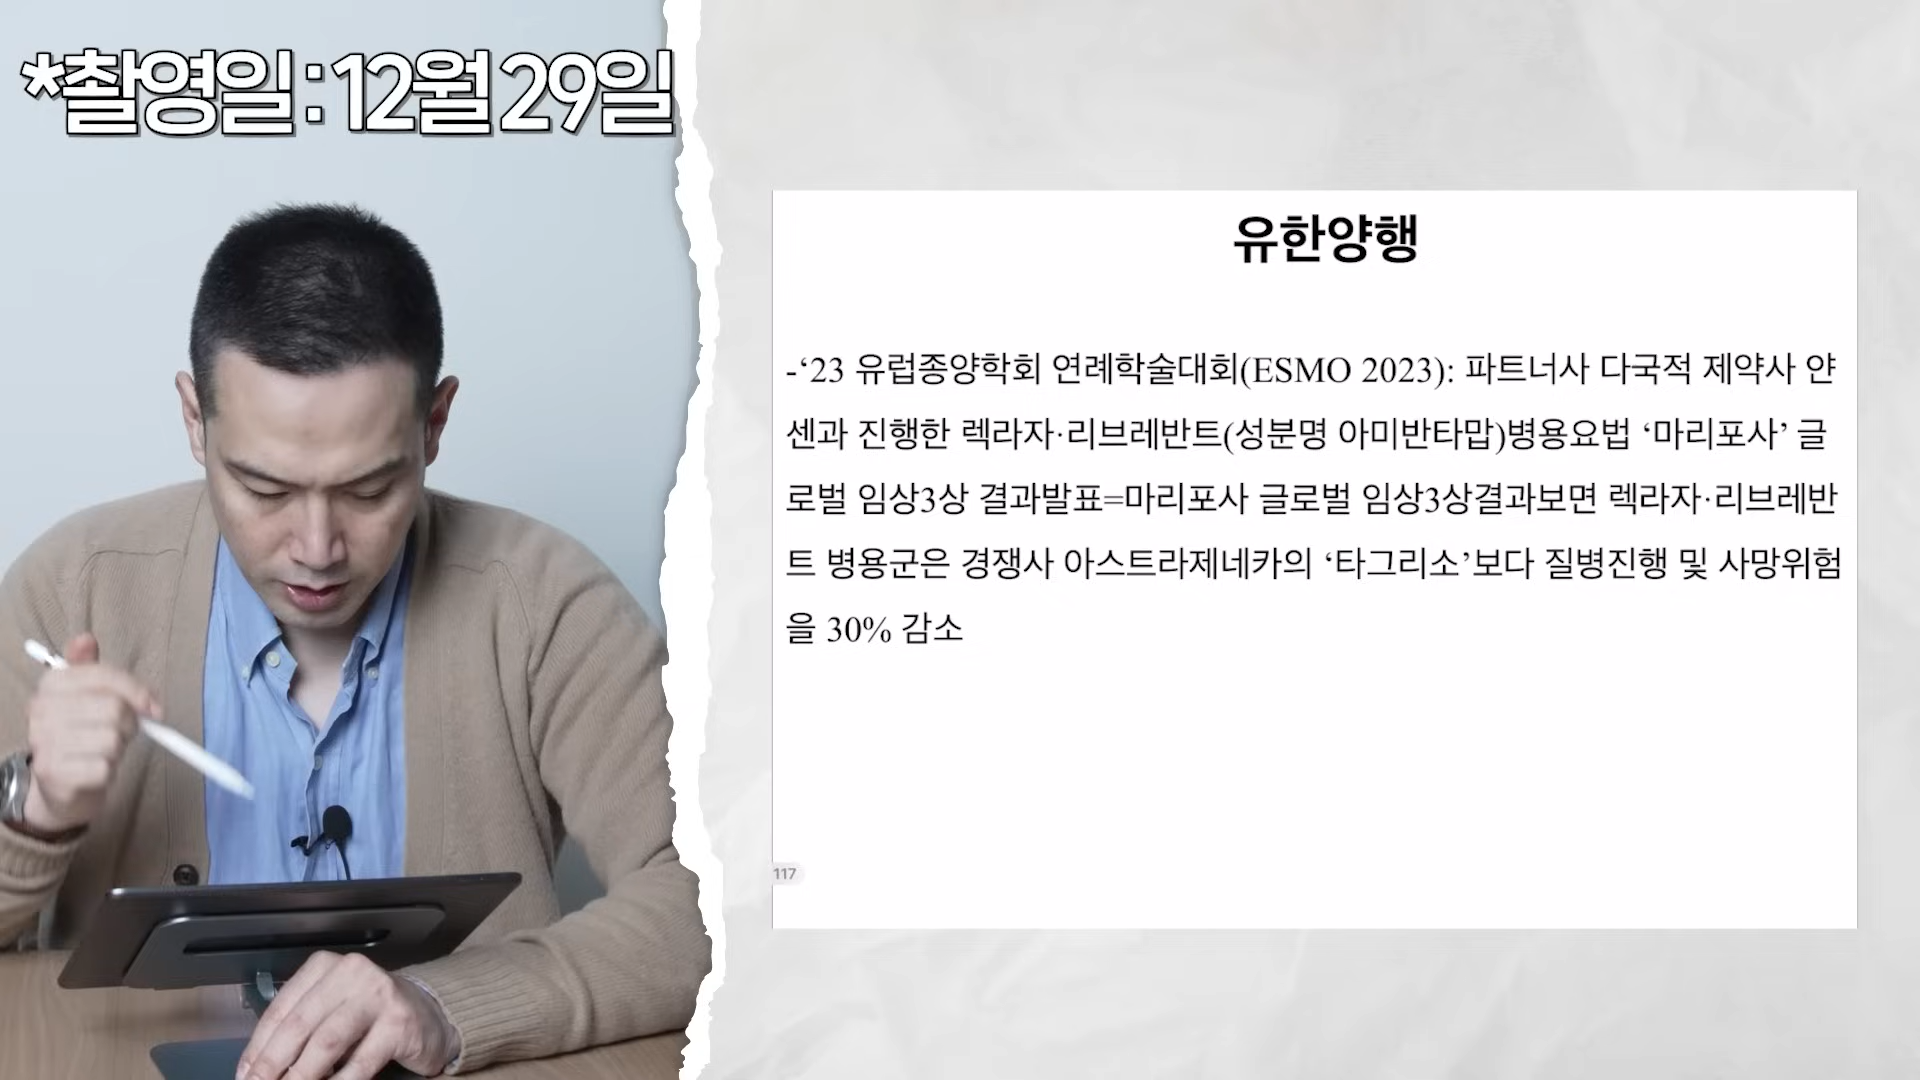 *촬영일 : 12월 29일
유한양행
-‘23 유럽종양학회 연례학술대회(ESMO 2023): 파트너사 다국적 제약사 얀
센과 진행한 렉라자·리브레반트(성분명 아미반타맙)병용요법 ‘마리포사’ 글
로벌 임상3상 결과발표=마리포사 글로벌 임상3상결과보면 렉라자·리브레반
트 병용군은 경쟁사 아스트라제네카의 ‘타그리소’보다 질병진행 및 사망위험
을 30% 감소
117